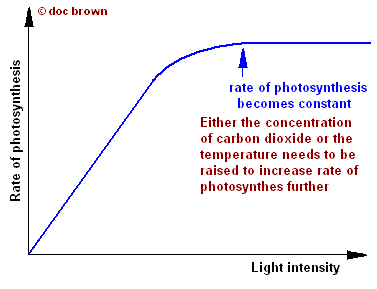 © doc brown
Rate of photosynthesis
rate of photosynthesis
becomes constant
Either the concentration
of carbon dioxide or the
temperature needs to be
raised to increase rate of
photosynthes further
Light intensity